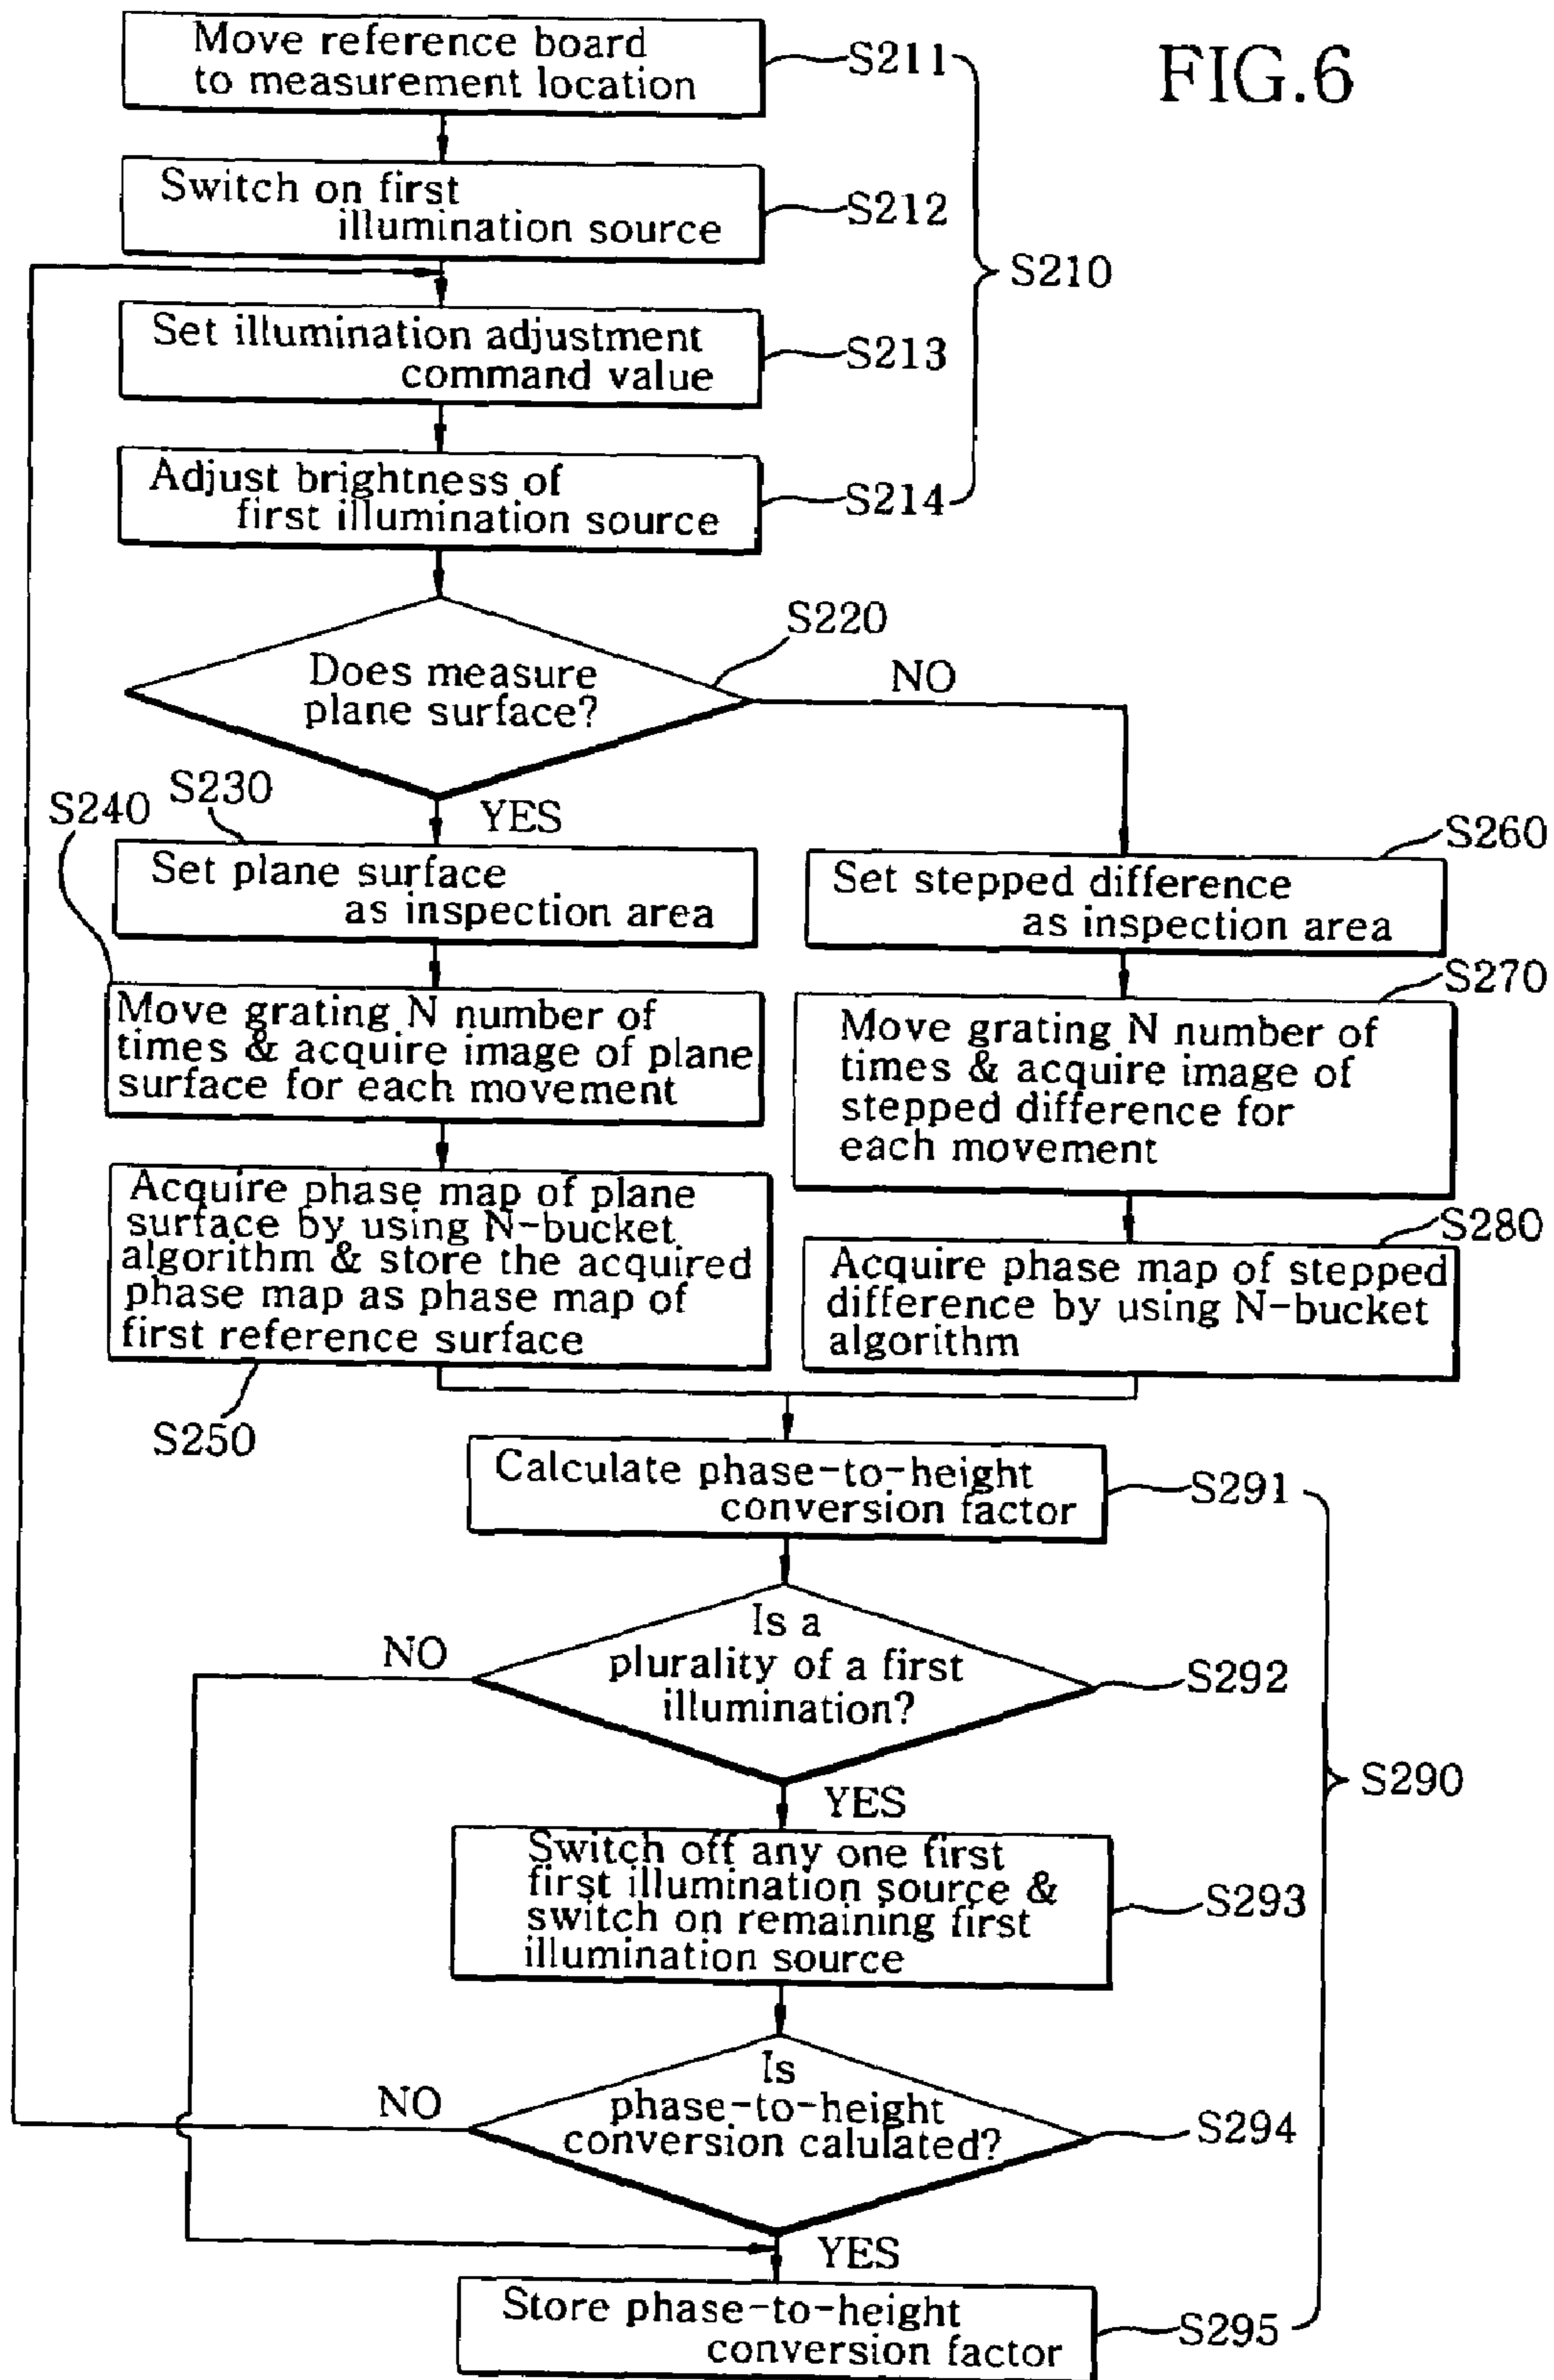 FIG.6
Move reference board
to measurement location
S211
Switch on first
illumination source
S212
S210
Set illumination adjustment
command value
S213
Adjust brightness of
first illumination source
S214
S220
Does measure
plane surface?
NO
YES
S230
S240
Set plane surface
as inspection area
S260
Set stepped difference
as inspection area
Move grating N number of
times & acquire image of plane
surface for each movement
S270
Move grating N number of
times & acquire image of
stepped difference for
each movement
Acquire phase map of plane
surface by using N-bucket
algorithm & store the acquired
phase map as phase map of
first reference surface
S250
S280
Acquire phase map of stepped
difference by using N-bucket
algorithm
Calculate phase-to-height
conversion factor
S291
Is a
plurality of a first
illumination?
S292
NO
YES
S290
Switch off any one first
first illumination source &
switch on remaining first
illumination source
S293
Is
phase-to-height
conversion calulated?
S294
NO
YES
Store phase-to-height
conversion factor
S295